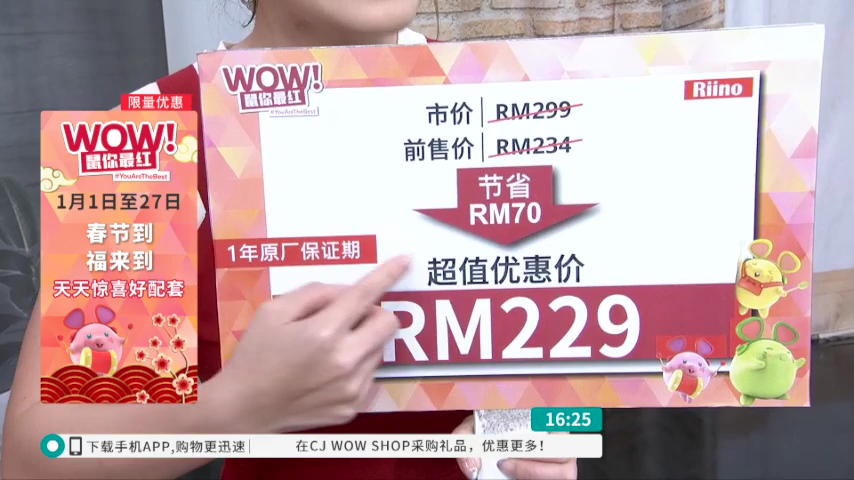 限量优惠
WOW!
鼠你最红
#YouAreTheBest
1月1日至27日
春节到
福来到
天天惊喜好配套
WOW!
鼠你最红
#YouAreTheBest
Riino
市价 RM299
前售价 RM234
节省
RM70
1年原厂保证期
超值优惠价
RM229
16:25
下载手机APP,购物更迅速
在CJ WOW SHOP采购礼品，优惠更多!